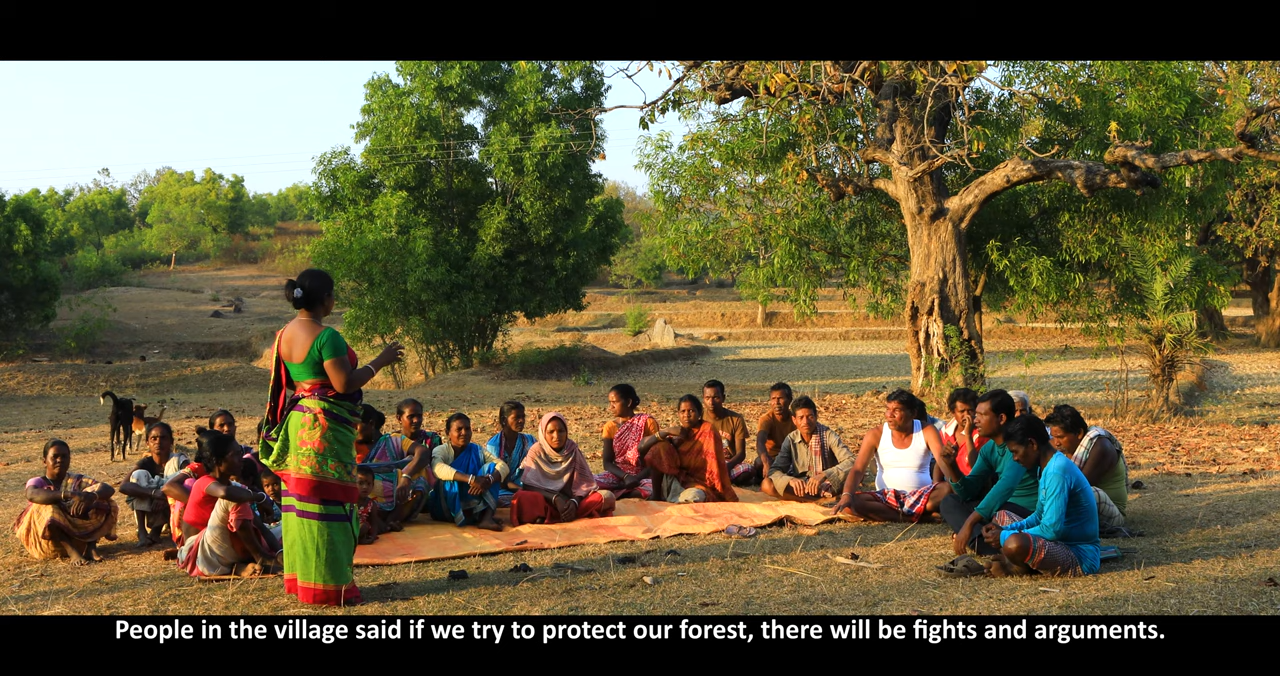 People in the village said if we try to protect our forest, there will be fights and arguments.